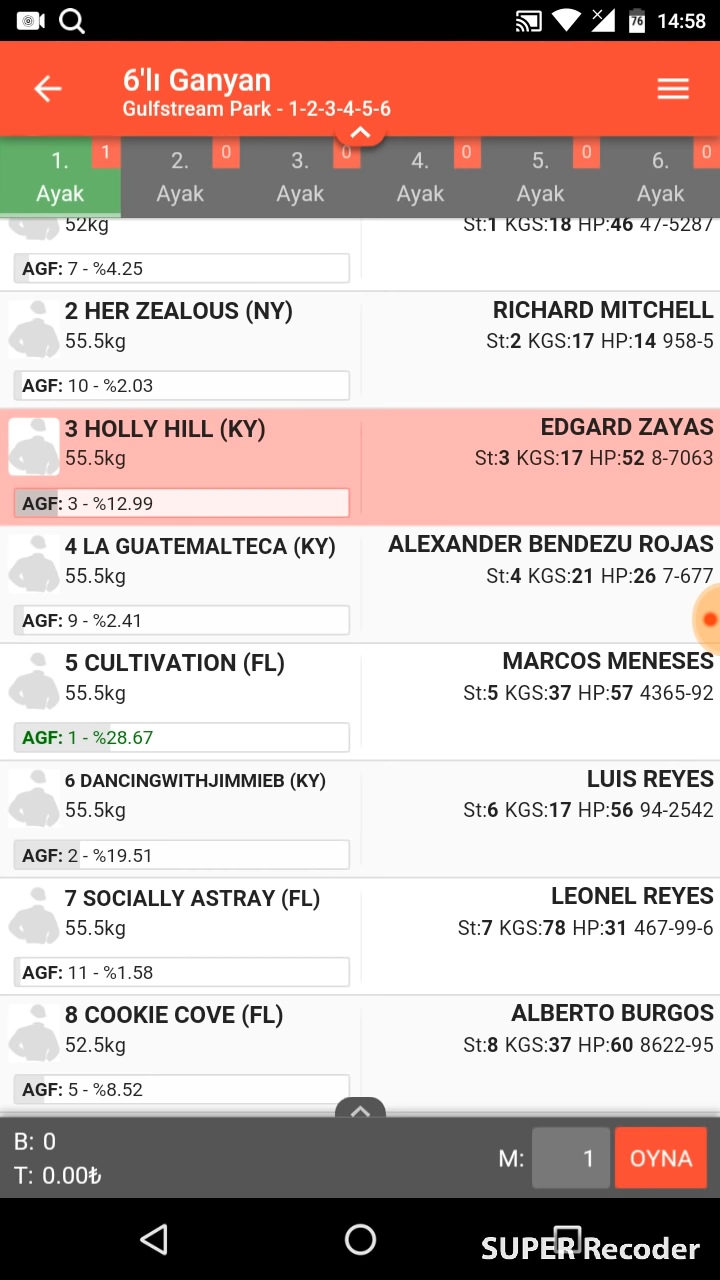 76 14:58
6'lı Ganyan
Gulfstream Park - 1-2-3-4-5-6
1. 1 2. 0 3. 0 4. 0 5. 0 6. 0
Ayak Ayak Ayak Ayak Ayak Ayak
52kg St:1 KGS:18 HP:46 47-5287
AGF: 7 - %4.25
2 HER ZEALOUS (NY) RICHARD MITCHELL
55.5kg St:2 KGS:17 HP:14 958-5
AGF: 10 - %2.03
3 HOLLY HILL (KY) EDGARD ZAYAS
55.5kg St:3 KGS:17 HP:52 8-7063
AGF: 3 - %12.99
4 LA GUATEMALTECA (KY) ALEXANDER BENDEZU ROJAS
55.5kg St:4 KGS:21 HP:26 7-677
AGF: 9 - %2.41
5 CULTIVATION (FL) MARCOS MENESES
55.5kg St:5 KGS:37 HP:57 4365-92
AGF: 1 - %28.67
6 DANCINGWITHJIMMIEB (KY) LUIS REYES
55.5kg St:6 KGS:17 HP:56 94-2542
AGF: 2 - %19.51
7 SOCIALLY ASTRAY (FL) LEONEL REYES
55.5kg St:7 KGS:78 HP:31 467-99-6
AGF: 11 - %1.58
8 COOKIE COVE (FL) ALBERTO BURGOS
52.5kg St:8 KGS:37 HP:60 8622-95
AGF: 5 - %8.52
B: 0
T: 0.00₺ M: 1 OYNA
SUPER Recoder